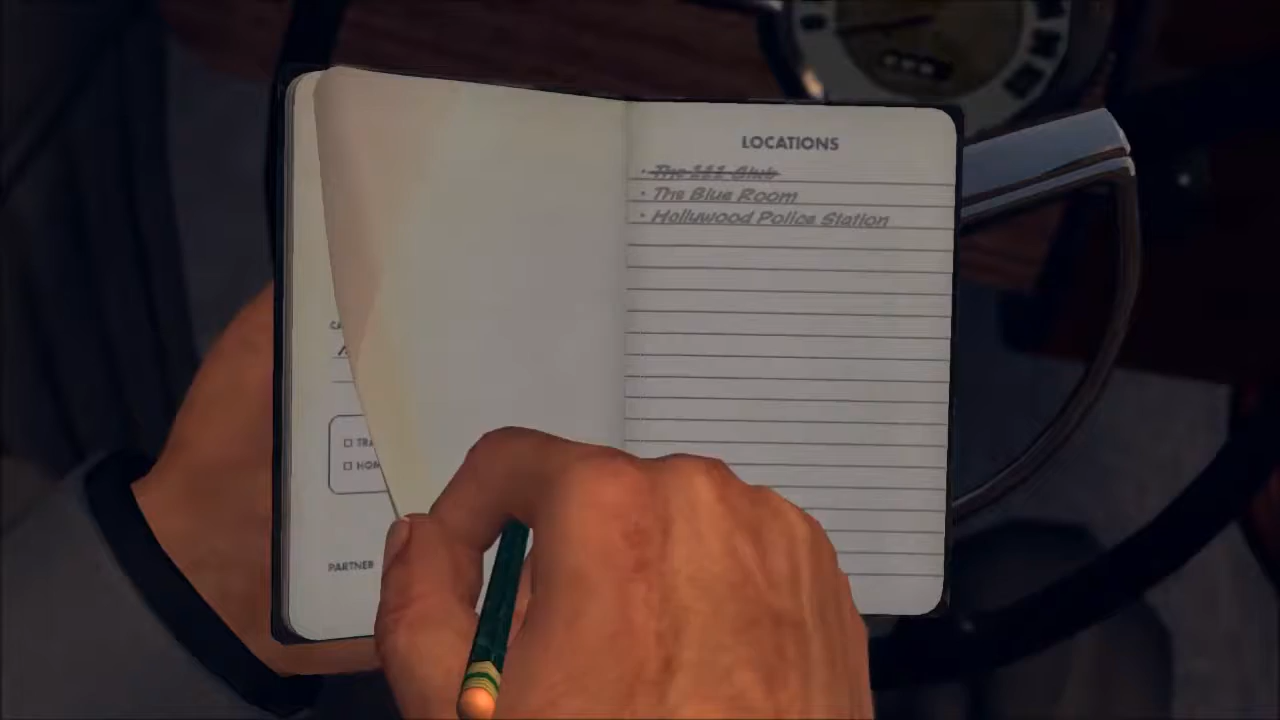 LOCATIONS
· The 111 Club
· The Blue Room
· Hollywood Police Station
PARTNER